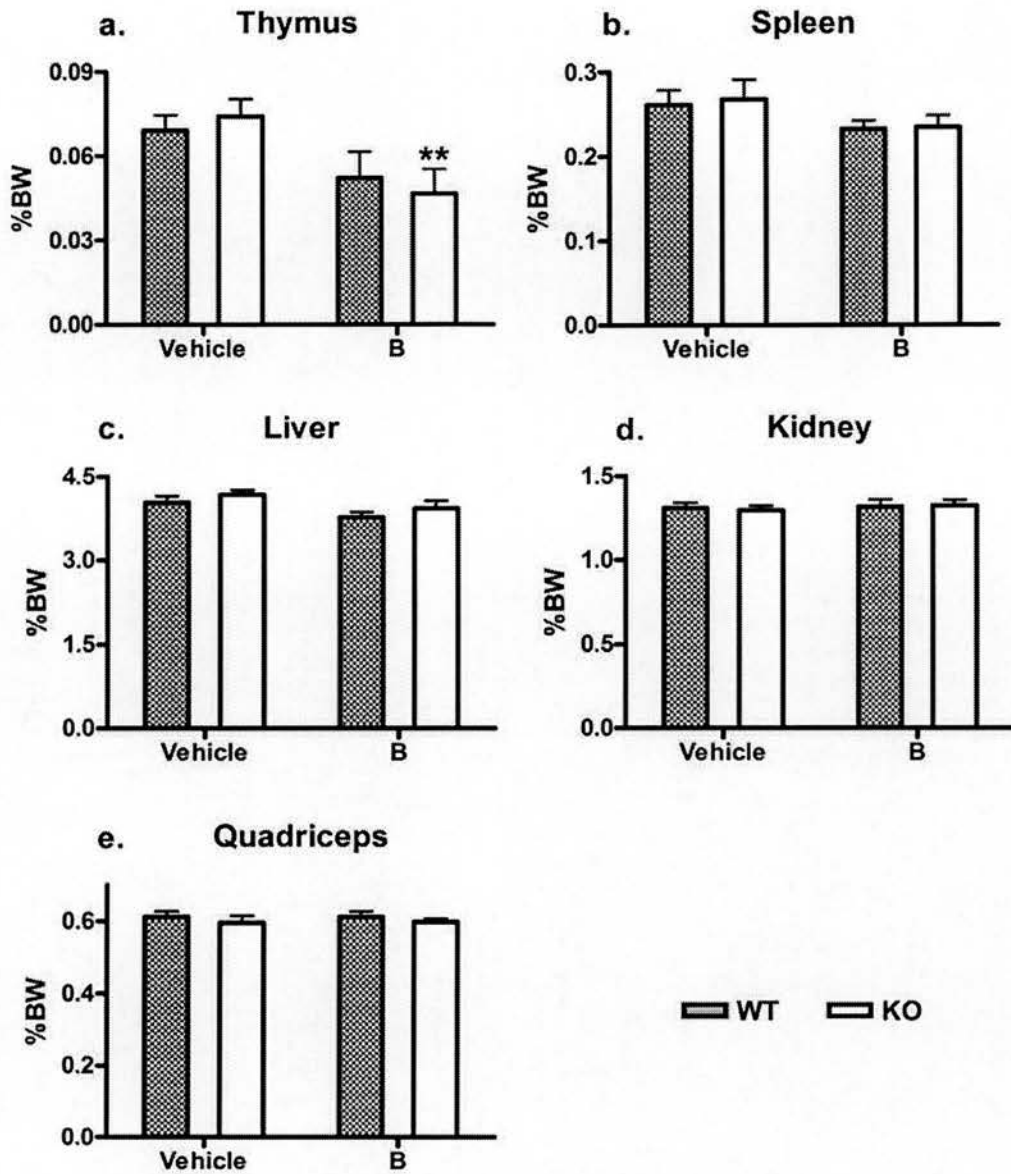 a. Thymus
0.09
0.06
0.03
0.00
%BW
**
Vehicle B
b. Spleen
0.3
0.2
0.1
0.0
%BW
Vehicle B
c. Liver
4.5
3.0
1.5
0.0
%BW
Vehicle B
d. Kidney
1.5
1.0
0.5
0.0
%BW
Vehicle B
e. Quadriceps
0.6
0.4
0.2
0.0
%BW
Vehicle B
WT KO